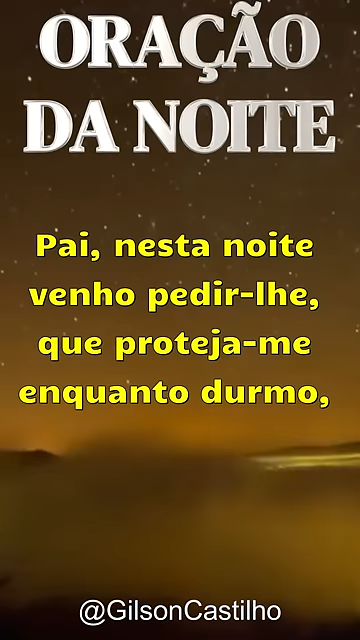 ORAÇÃO
DA NOITE
Pai, nesta noite
venho pedir-lhe,
que proteja-me
enquanto durmo,
@GilsonCastilho